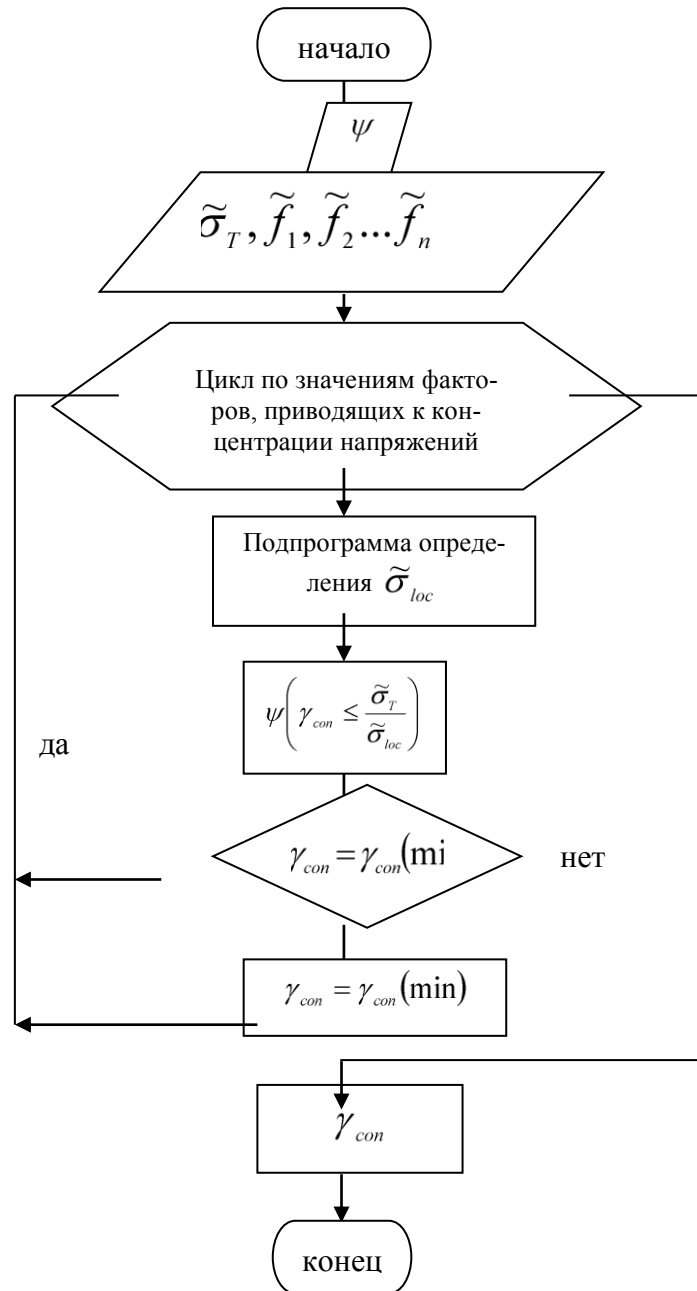 начало
ψ
σ̃_T, f̃_1, f̃_2...f̃_n
Цикл по значениям факто-
ров, приводящих к кон-
центрации напряжений
Подпрограмма опреде-
ления σ̃_loc
ψ(γ_con ≤ σ̃_T / σ̃_loc)
да
γ_con = γ_con(mi
нет
γ_con = γ_con(min)
γ_con
конец